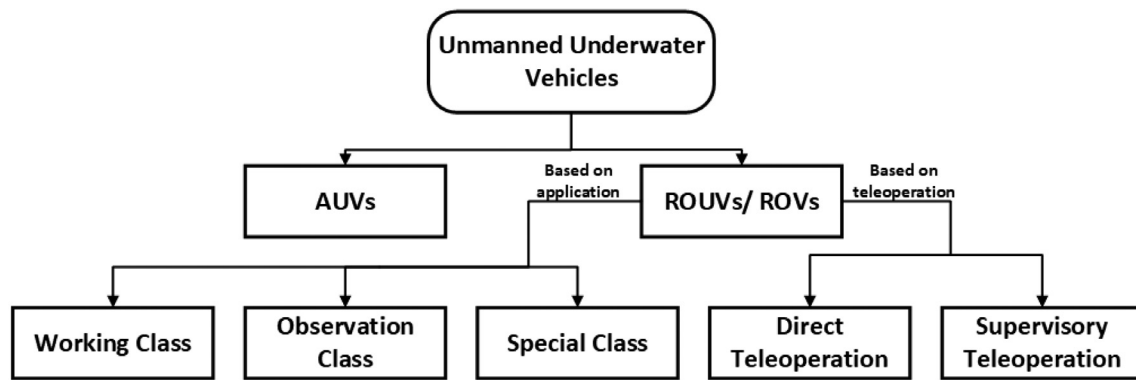 Unmanned Underwater
Vehicles
AUVs
Based on
application
ROUVs/ ROVs
Based on
teleoperation
Working Class
Observation
Class
Special Class
Direct
Teleoperation
Supervisory
Teleoperation